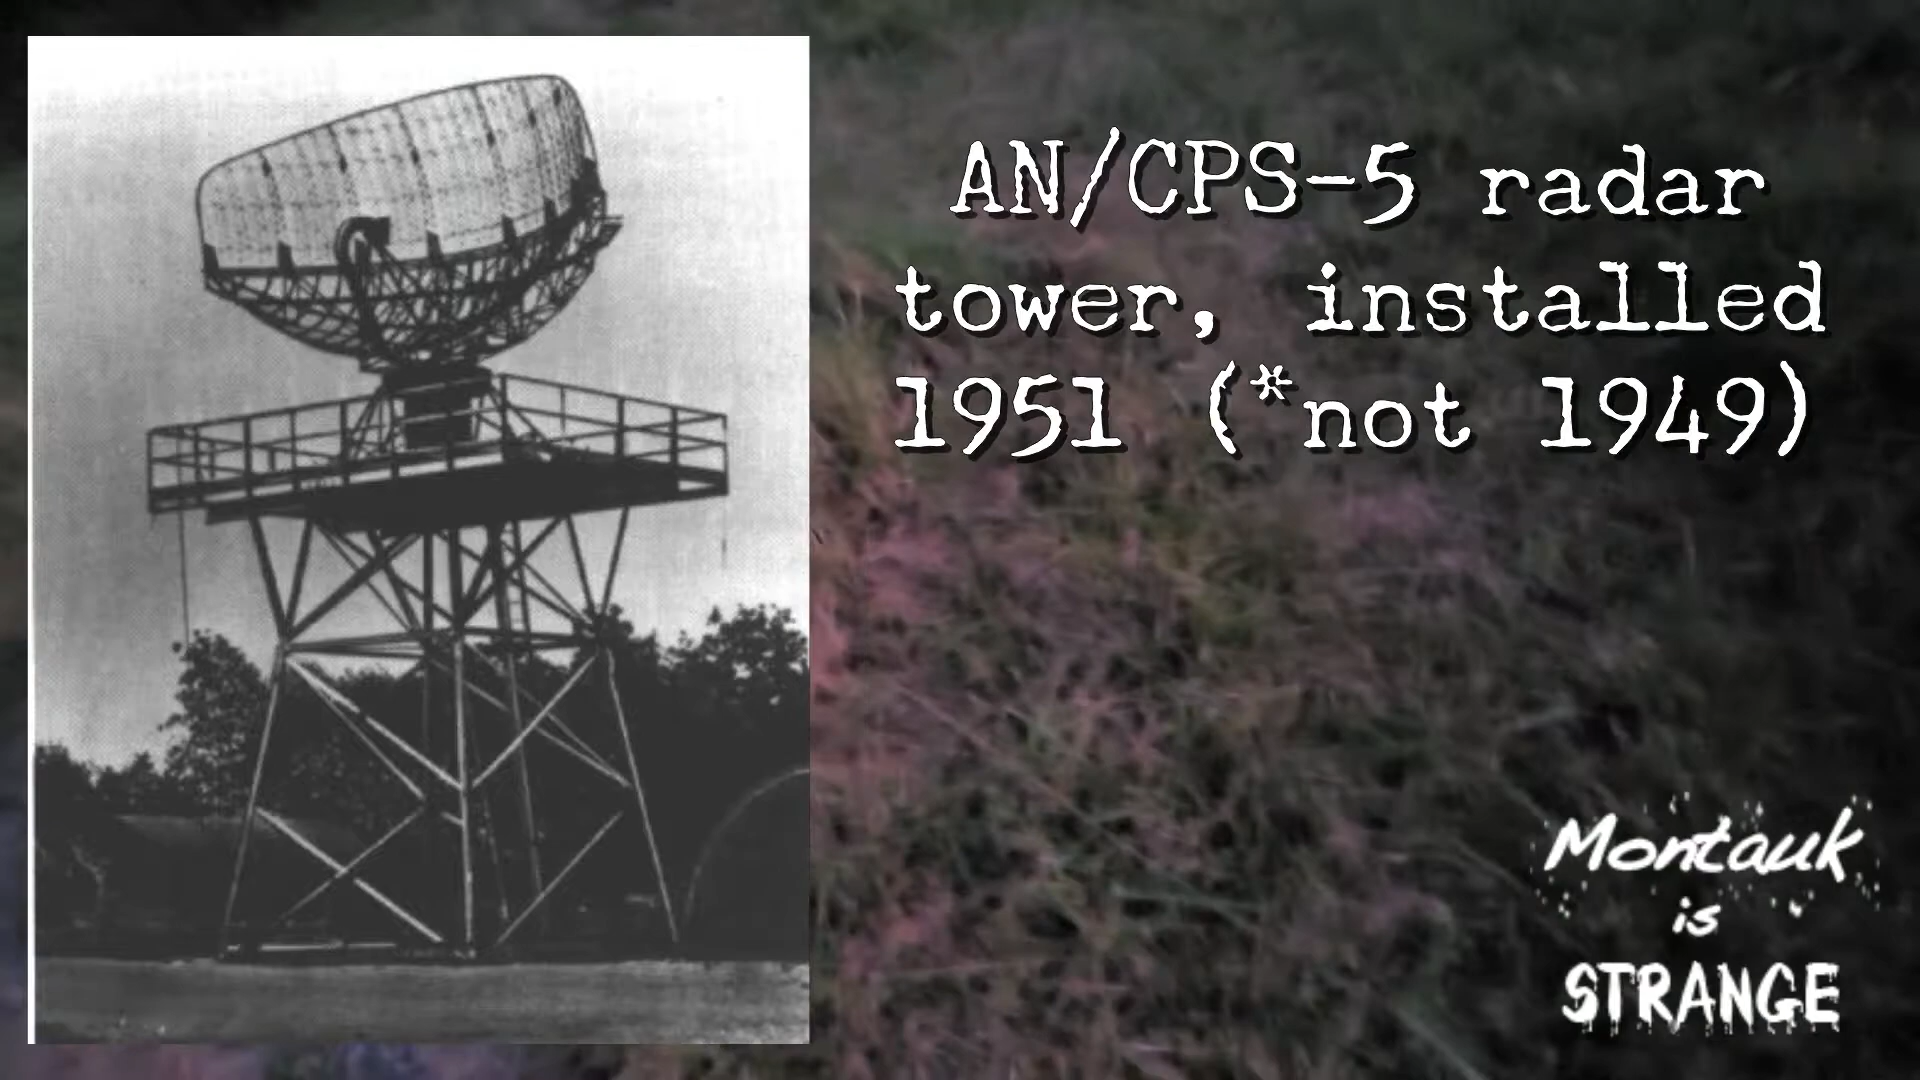 AN/CPS-5 radar
tower, installed
1951 (*not 1949)
Montauk
is
STRANGE